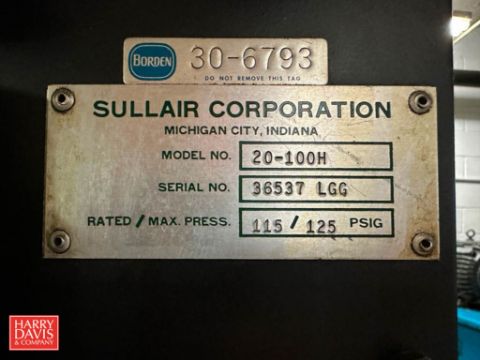 BORDEN 30-6793
DO NOT REMOVE THIS TAG
SULLAIR CORPORATION
MICHIGAN CITY, INDIANA
MODEL NO. 20-100H
SERIAL NO. 36537 LGG
RATED / MAX. PRESS. 115 / 125 PSIG
HARRY
DAVIS
& COMPANY